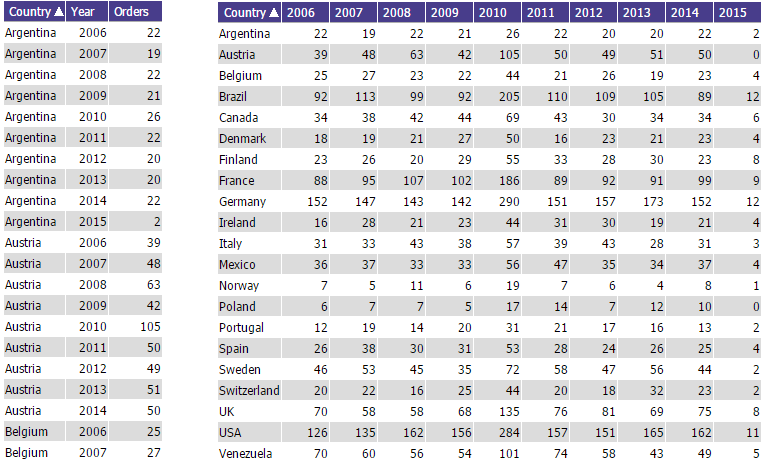 Country ▲ Year Orders
Argentina 2006 22
Argentina 2007 19
Argentina 2008 22
Argentina 2009 21
Argentina 2010 26
Argentina 2011 22
Argentina 2012 20
Argentina 2013 20
Argentina 2014 22
Argentina 2015 2
Austria 2006 39
Austria 2007 48
Austria 2008 63
Austria 2009 42
Austria 2010 105
Austria 2011 50
Austria 2012 49
Austria 2013 51
Austria 2014 50
Belgium 2006 25
Belgium 2007 27
Country ▲ 2006 2007 2008 2009 2010 2011 2012 2013 2014 2015
Argentina 22 19 22 21 26 22 20 20 22 2
Austria 39 48 63 42 105 50 49 51 50 0
Belgium 25 27 23 22 44 21 26 19 23 4
Brazil 92 113 99 92 205 110 109 105 89 12
Canada 34 38 42 44 69 43 30 34 34 6
Denmark 18 19 21 27 50 16 23 21 23 4
Finland 23 26 20 29 55 33 28 30 23 8
France 88 95 107 102 186 89 92 91 99 9
Germany 152 147 143 142 290 151 157 173 152 12
Ireland 16 28 21 23 44 31 30 19 21 4
Italy 31 33 43 38 57 39 43 28 31 3
Mexico 36 37 33 33 56 47 35 34 37 4
Norway 7 5 11 6 19 7 6 4 8 1
Poland 6 7 7 5 17 14 7 12 10 0
Portugal 12 19 14 20 31 21 17 16 13 2
Spain 26 38 30 31 53 28 24 26 25 4
Sweden 46 53 45 35 72 58 47 56 44 2
Switzerland 20 22 16 25 44 20 18 32 23 2
UK 70 58 58 68 135 76 81 69 75 8
USA 126 135 162 156 284 157 151 165 162 11
Venezuela 70 60 56 54 101 74 58 43 49 5